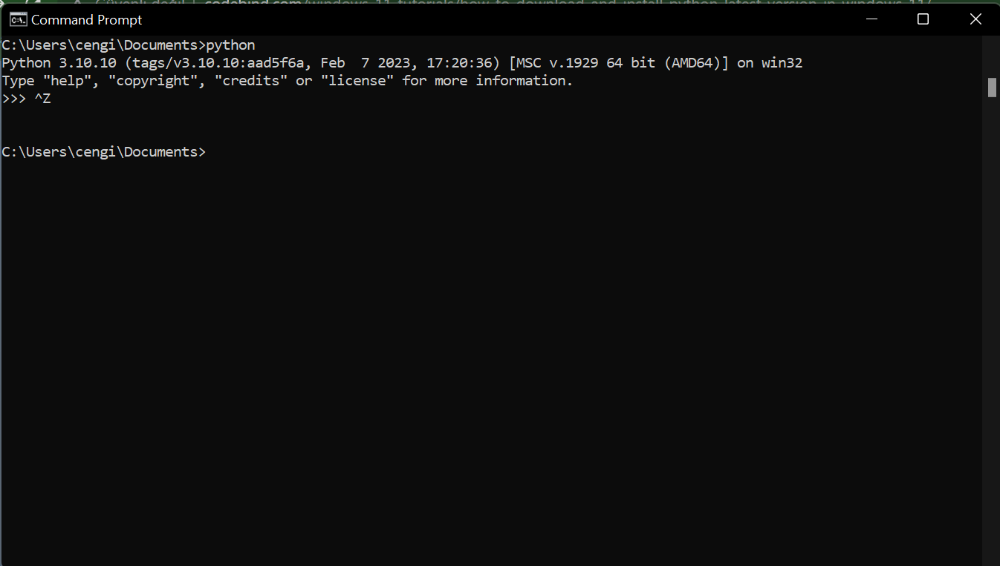 Güvenli değil | codebind.com/windows-11-tutorials/how-to-download-and-install-python-latest-version-in-windows-11/
Command Prompt
C:\Users\cengi\Documents>python
Python 3.10.10 (tags/v3.10.10:aad5f6a, Feb  7 2023, 17:20:36) [MSC v.1929 64 bit (AMD64)] on win32
Type "help", "copyright", "credits" or "license" for more information.
>>> ^Z
C:\Users\cengi\Documents>